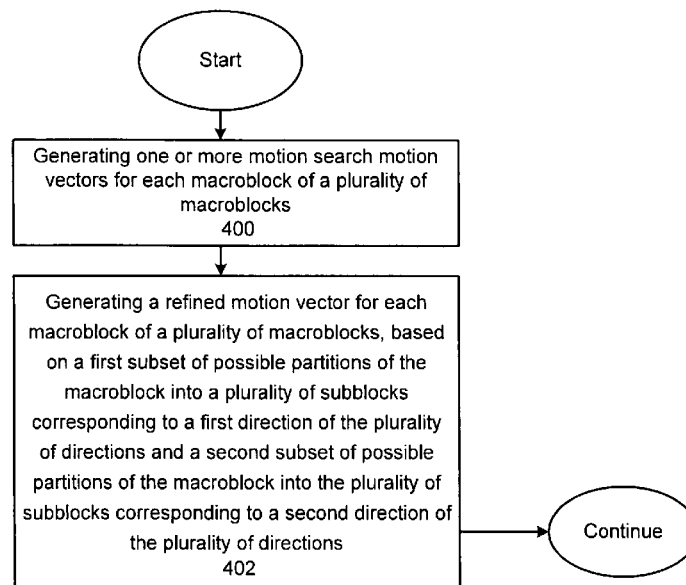 Start
Generating one or more motion search motion
vectors for each macroblock of a plurality of
macroblocks
400
Generating a refined motion vector for each
macroblock of a plurality of macroblocks, based
on a first subset of possible partitions of the
macroblock into a plurality of subblocks
corresponding to a first direction of the plurality
of directions and a second subset of possible
partitions of the macroblock into the plurality of
subblocks corresponding to a second direction of
the plurality of directions
402
Continue